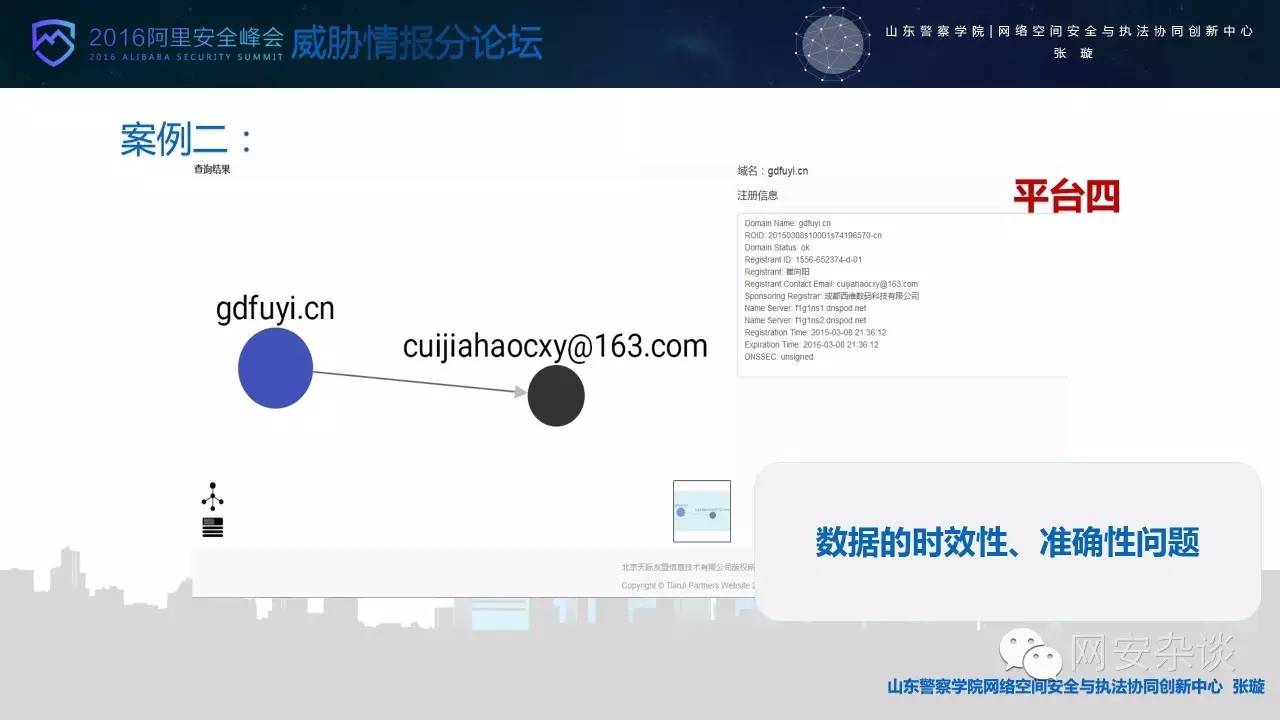 2016阿里安全峰会
2016 ALIBABA SECURITY SUMMIT
威胁情报分论坛
山东警察学院|网络空间安全与执法协同创新中心
张 璇
案例二：
查询结果
域名：gdfuyi.cn
注册信息
平台四
Domain Name: gdfuyi.cn
ROID: 20150308s10001s74196570-cn
Domain Status: ok
Registrant ID: 1556-652374-d-01
Registrant: 崔向阳
Registrant Contact Email: cuijiahaocxy@163.com
Sponsoring Registrar: 成都西维数码科技有限公司
Name Server: f1g1ns1.dnspod.net
Name Server: f1g1ns2.dnspod.net
Registration Time: 2015-03-08 21:36:12
Expiration Time: 2016-03-08 21:36:12
DNSSEC: unsigned
gdfuyi.cn
cuijiahaocxy@163.com
数据的时效性、准确性问题
北京天际友盟信息技术有限公司版权所
Copyright © TianJi Partners Website 2
网安杂谈
山东警察学院网络空间安全与执法协同创新中心 张璇